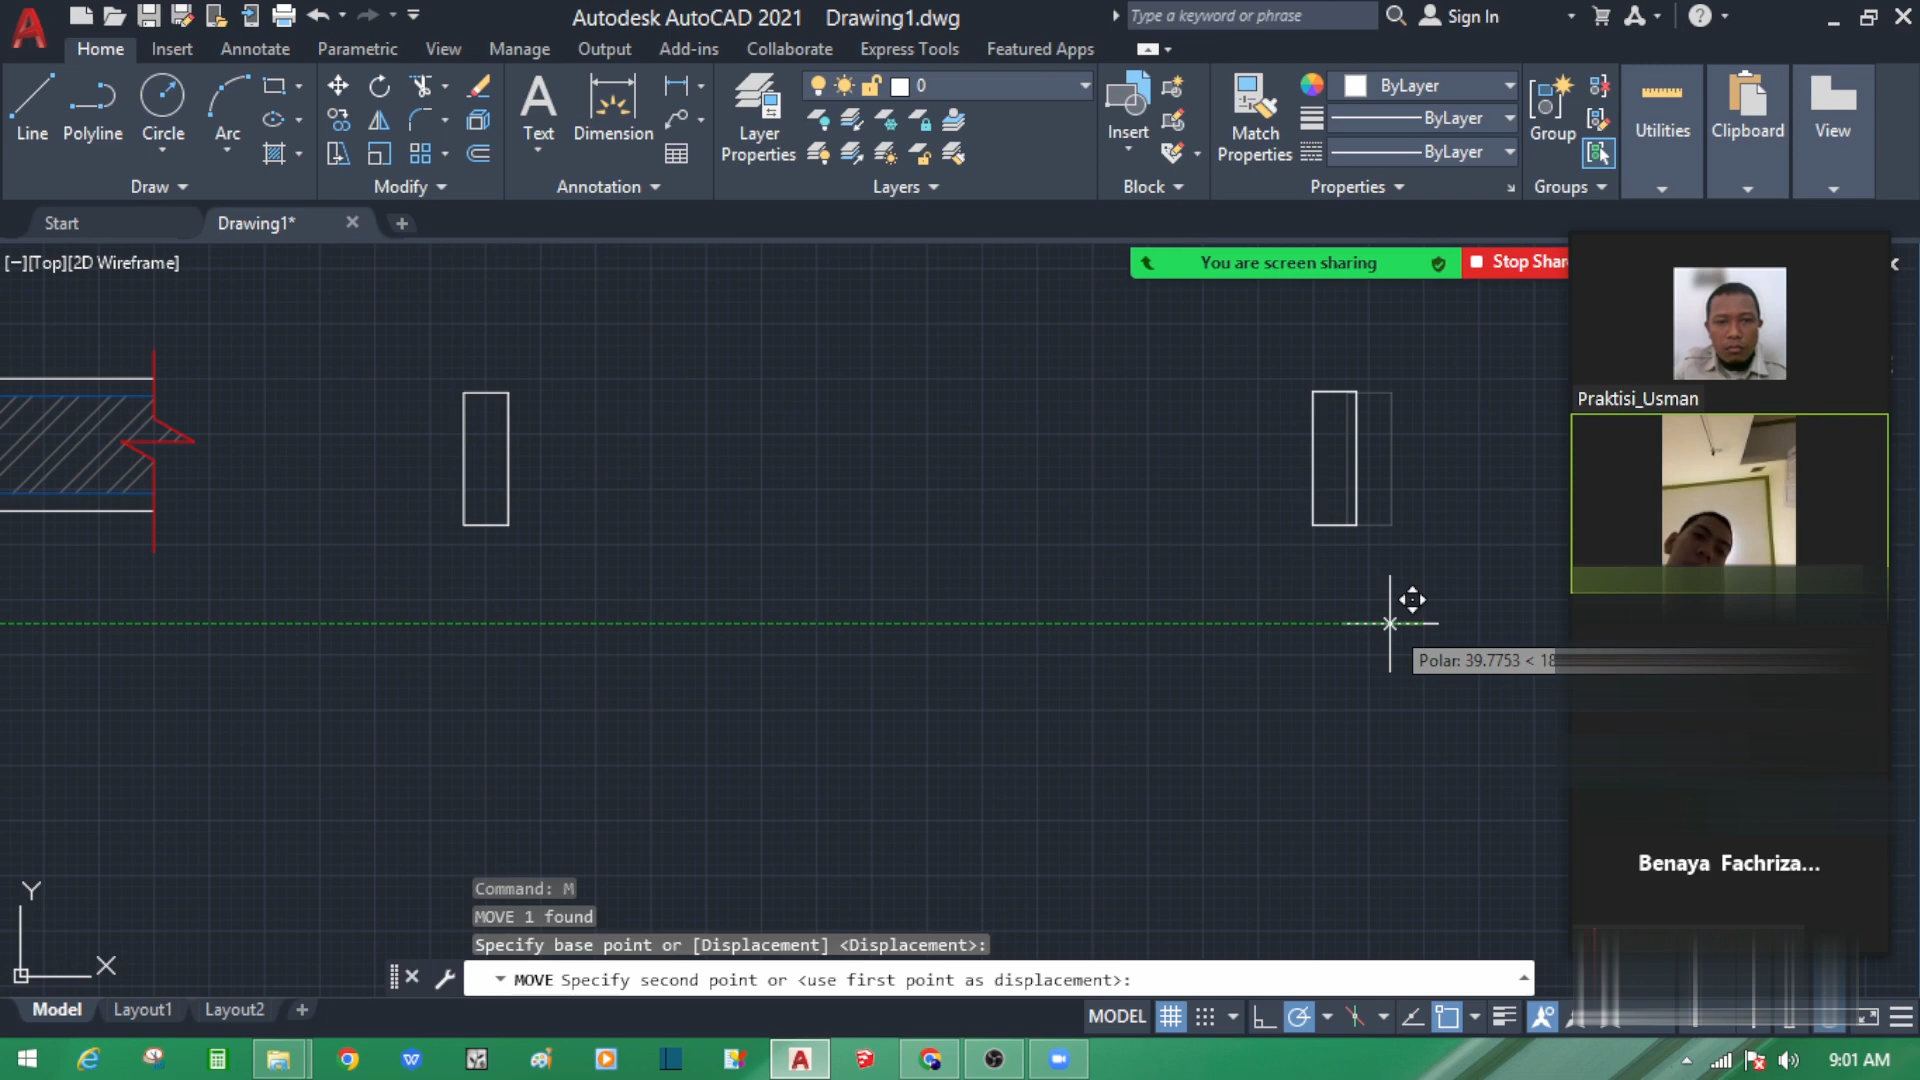 Autodesk AutoCAD 2021 Drawing1.dwg
Type a keyword or phrase
Sign In
Home Insert Annotate Parametric View Manage Output Add-ins Collaborate Express Tools Featured Apps
Line
Polyline
Circle
Arc
Draw
Modify
Text
Dimension
Annotation
Layer
Properties
0
Layers
Insert
Block
Match
Properties
ByLayer
ByLayer
ByLayer
Properties
Group
Groups
Utilities
Clipboard
View
Start
Drawing1*
[−][Top][2D Wireframe]
You are screen sharing
Stop Shar
Praktisi_Usman
Polar: 39.7753 < 18
Benaya Fachriza...
Y
X
Command: M
MOVE 1 found
Specify base point or [Displacement] <Displacement>:
MOVE Specify second point or <use first point as displacement>:
Model Layout1 Layout2 +
MODEL
9:01 AM